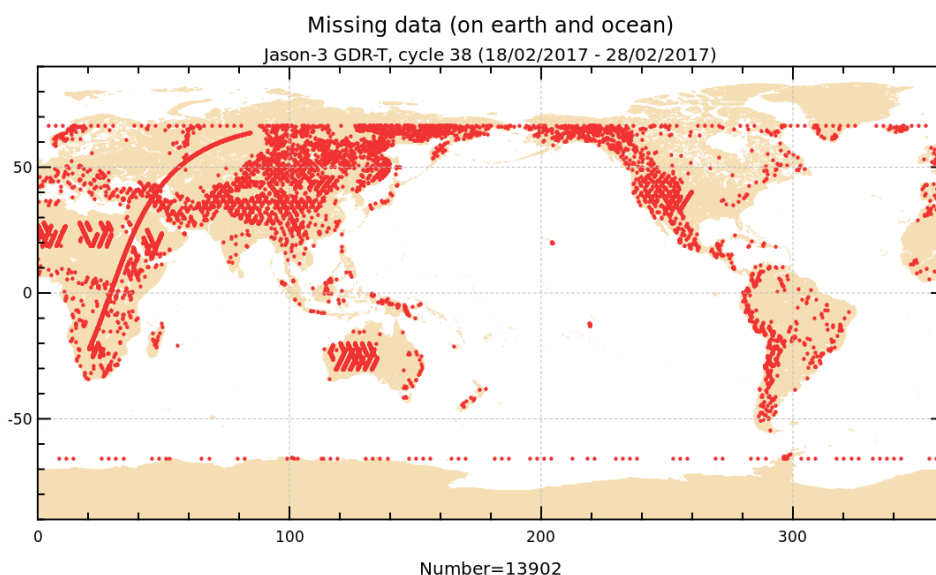 Missing data (on earth and ocean)
Jason-3 GDR-T, cycle 38 (18/02/2017 - 28/02/2017)
50
0
-50
0 100 200 300
Number=13902